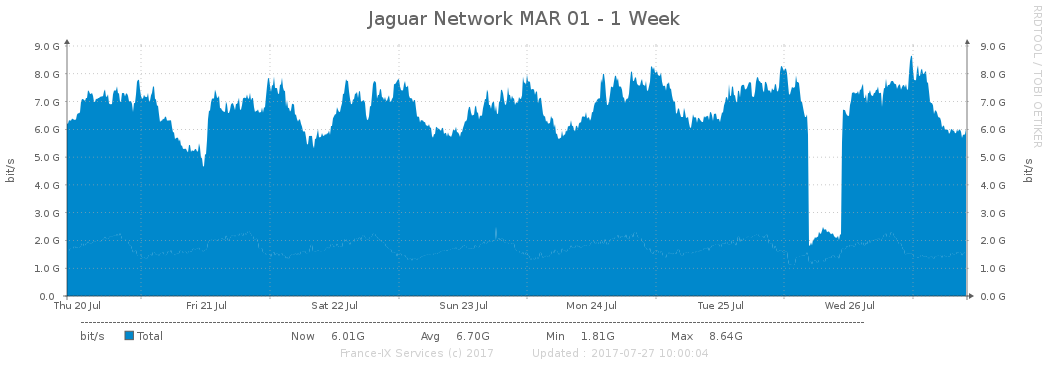 Jaguar Network MAR 01 - 1 Week
RRDTOOL / TOBI OETIKER
9.0 G 9.0 G
8.0 G 8.0 G
7.0 G 7.0 G
6.0 G 6.0 G
5.0 G 5.0 G
4.0 G 4.0 G
3.0 G 3.0 G
2.0 G 2.0 G
1.0 G 1.0 G
0.0 0.0 G
bit/s bit/s
Thu 20 Jul Fri 21 Jul Sat 22 Jul Sun 23 Jul Mon 24 Jul Tue 25 Jul Wed 26 Jul
bit/s Total Now 6.01G Avg 6.70G Min 1.81G Max 8.64G
France-IX Services (c) 2017 Updated : 2017-07-27 10:00:04